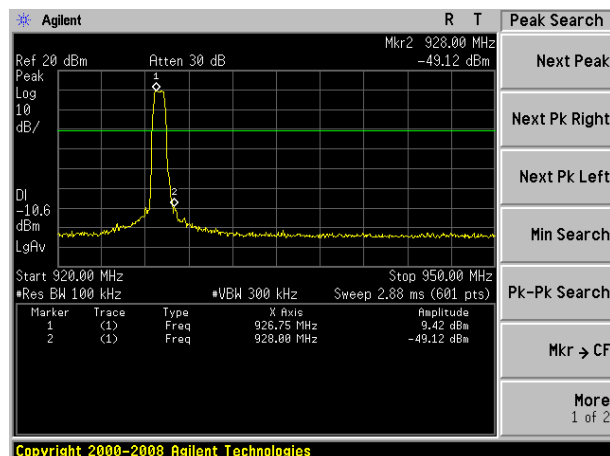 Agilent R T Peak Search
Mkr2 928.00 MHz
Ref 20 dBm Atten 30 dB -49.12 dBm
Peak
Log
10
dB/
1
2
DI
-10.6
dBm
LgAv
Start 920.00 MHz Stop 950.00 MHz
#Res BW 100 kHz #VBW 300 kHz Sweep 2.88 ms (601 pts)
Marker Trace Type X Axis Amplitude
1 (1) Freq 926.75 MHz 9.42 dBm
2 (1) Freq 928.00 MHz -49.12 dBm
Copyright 2000-2008 Agilent Technologies
Next Peak
Next Pk Right
Next Pk Left
Min Search
Pk-Pk Search
Mkr → CF
More
1 of 2